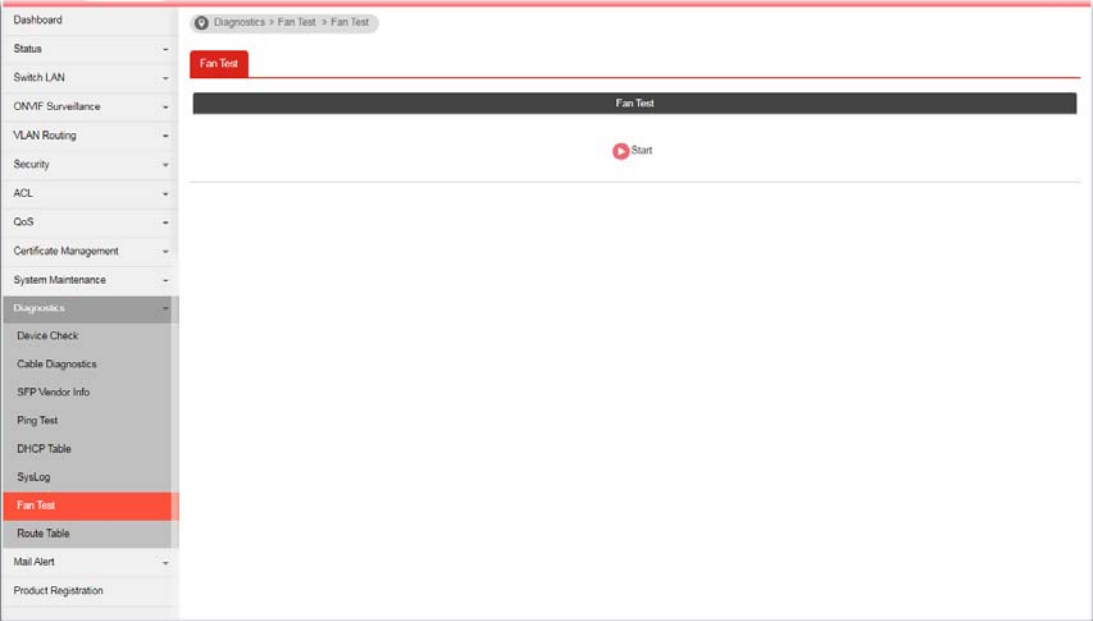 Dashboard
Status
Switch LAN
ONVIF Surveillance
VLAN Routing
Security
ACL
QoS
Certificate Management
System Maintenance
Diagnostics
Device Check
Cable Diagnostics
SFP Vendor Info
Ping Test
DHCP Table
SysLog
Fan Test
Route Table
Mail Alert
Product Registration
Diagnostics > Fan Test > Fan Test
Fan Test
Fan Test
Start